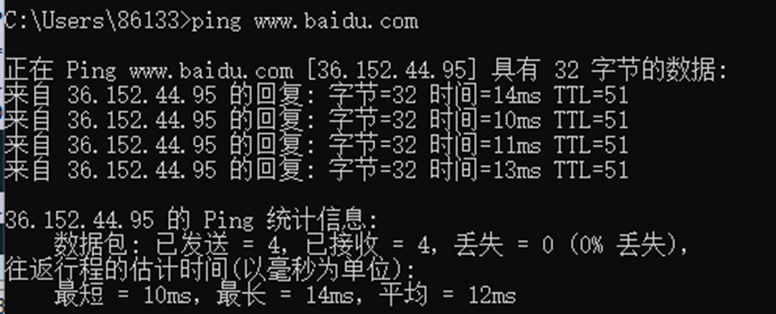 C:\Users\86133>ping www.baidu.com
正在 Ping www.baidu.com [36.152.44.95] 具有 32 字节的数据:
来自 36.152.44.95 的回复: 字节=32 时间=14ms TTL=51
来自 36.152.44.95 的回复: 字节=32 时间=10ms TTL=51
来自 36.152.44.95 的回复: 字节=32 时间=11ms TTL=51
来自 36.152.44.95 的回复: 字节=32 时间=13ms TTL=51
36.152.44.95 的 Ping 统计信息:
数据包: 已发送 = 4，已接收 = 4，丢失 = 0 (0% 丢失)，
往返行程的估计时间(以毫秒为单位):
最短 = 10ms，最长 = 14ms，平均 = 12ms